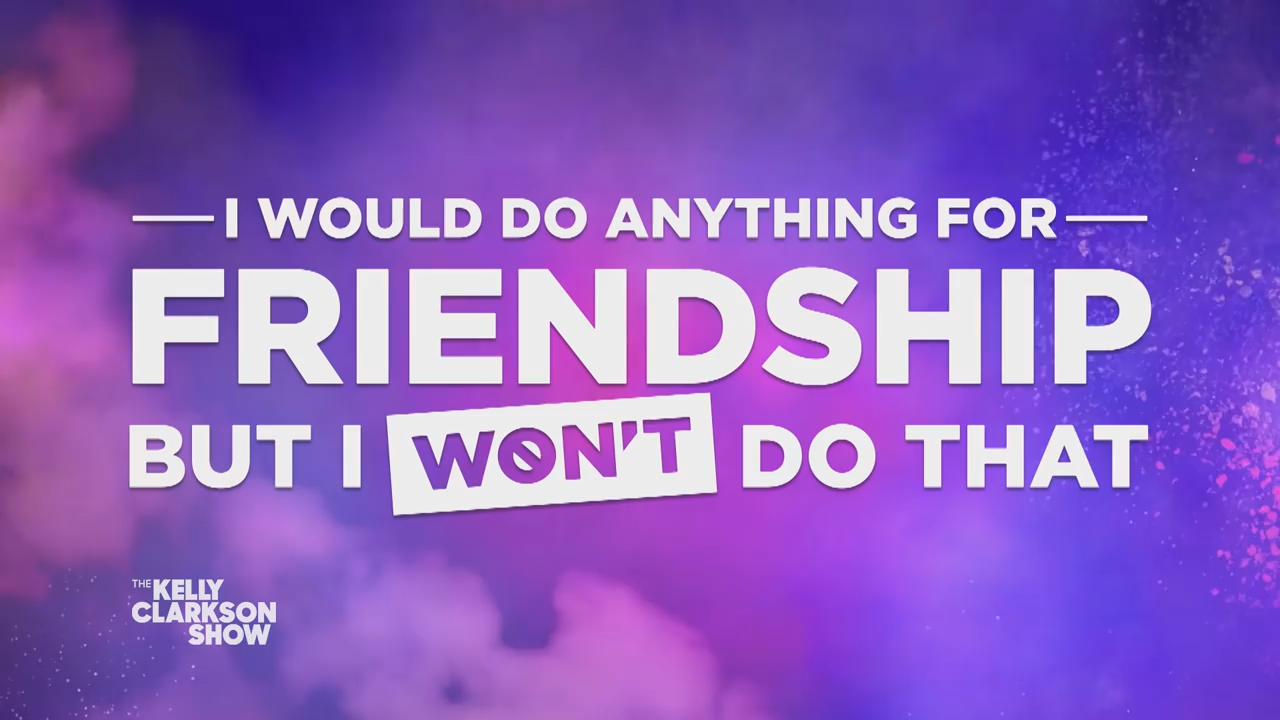 I WOULD DO ANYTHING FOR
FRIENDSHIP
BUT I WON'T DO THAT
THE KELLY
CLARKSON
SHOW